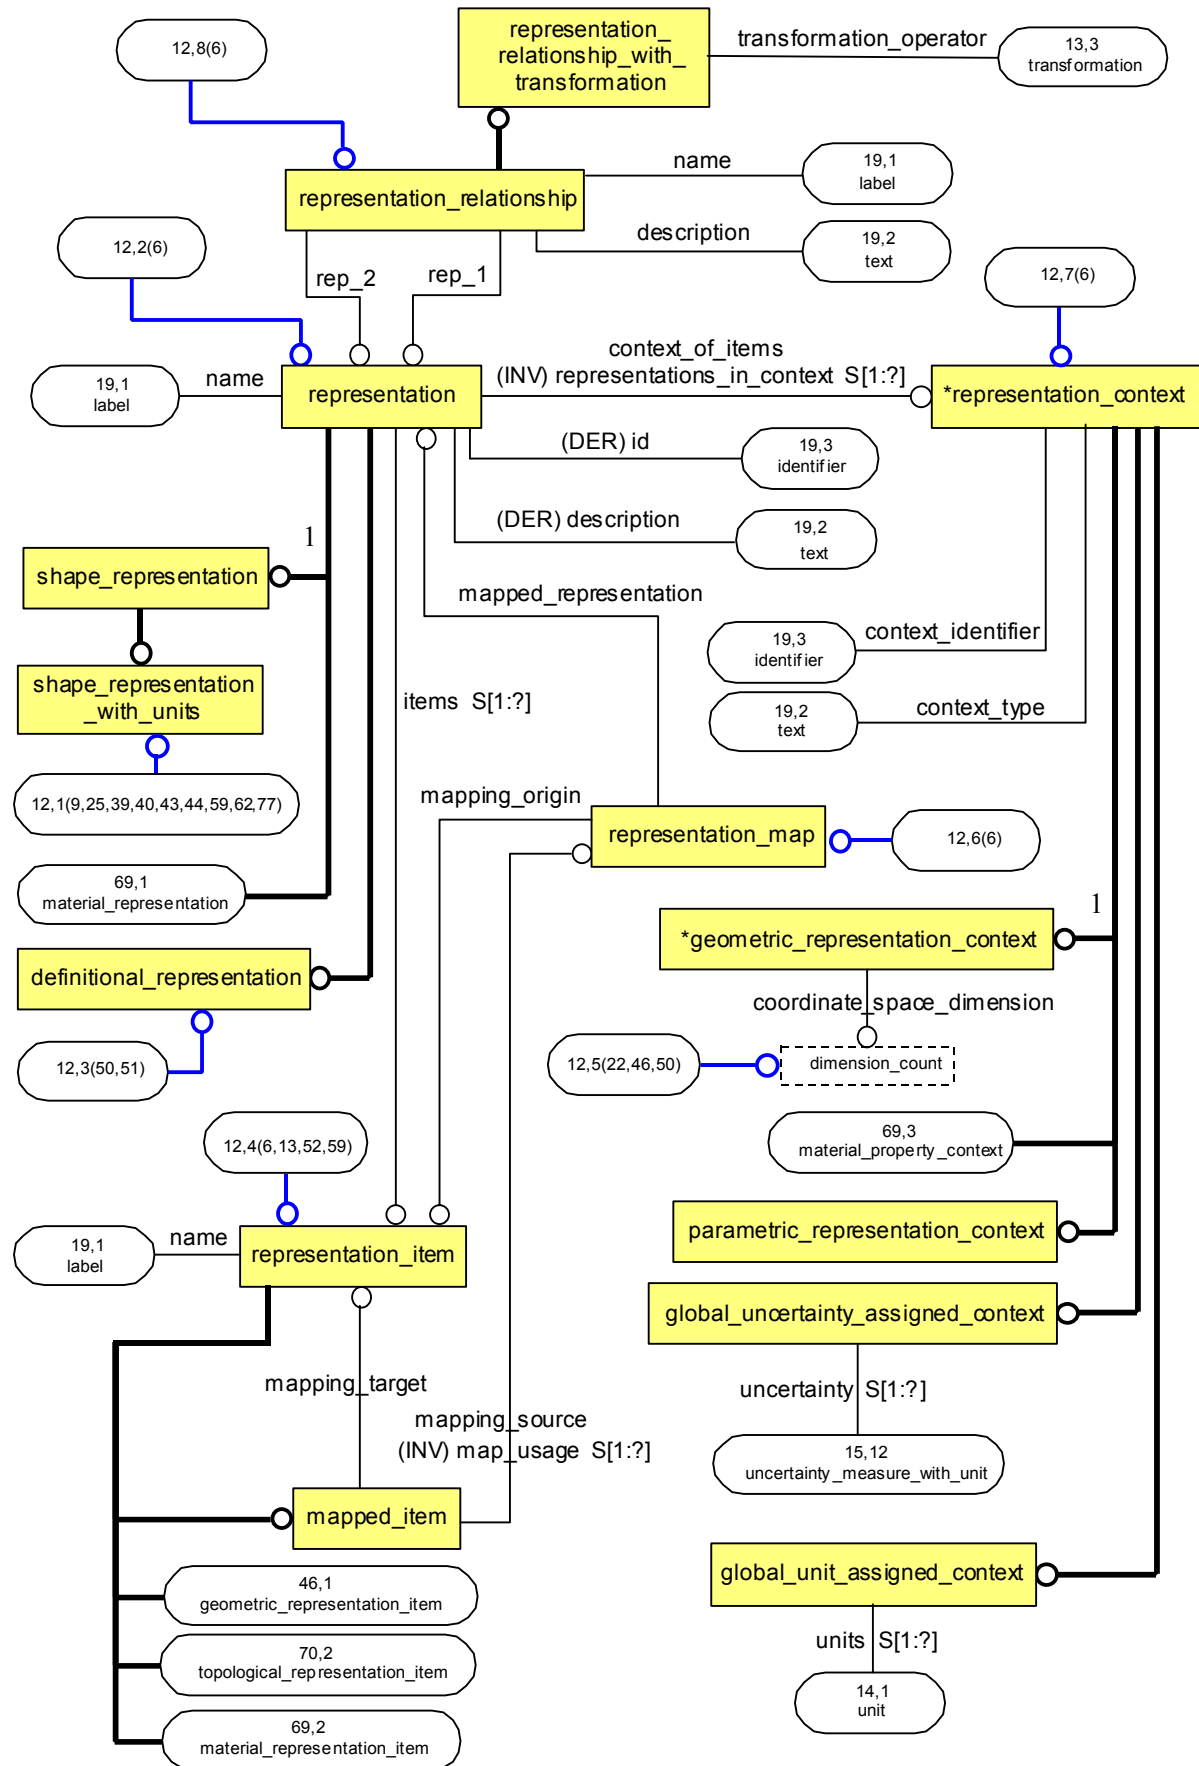 12,8(6)
representation_
relationship_with_
transformation
transformation_operator
13,3
transformation
representation_relationship
name
19,1
label
description
19,2
text
12,2(6)
rep_2
rep_1
12,7(6)
19,1
label
name
representation
context_of_items
(INV) representations_in_context S[1:?]
*representation_context
(DER) id
19,3
identifier
(DER) description
19,2
text
1
shape_representation
mapped_representation
19,3
identifier
context_identifier
shape_representation
_with_units
items S[1:?]
19,2
text
context_type
12,1(9,25,39,40,43,44,59,62,77)
mapping_origin
representation_map
12,6(6)
69,1
material_representation
1
*geometric_representation_context
definitional_representation
coordinate_space_dimension
12,3(50,51)
12,5(22,46,50)
dimension_count
12,4(6,13,52,59)
69,3
material_property_context
parametric_representation_context
19,1
label
name
representation_item
global_uncertainty_assigned_context
mapping_target
uncertainty S[1:?]
mapping_source
(INV) map_usage S[1:?]
15,12
uncertainty_measure_with_unit
mapped_item
global_unit_assigned_context
46,1
geometric_representation_item
units S[1:?]
70,2
topological_representation_item
14,1
unit
69,2
material_representation_item